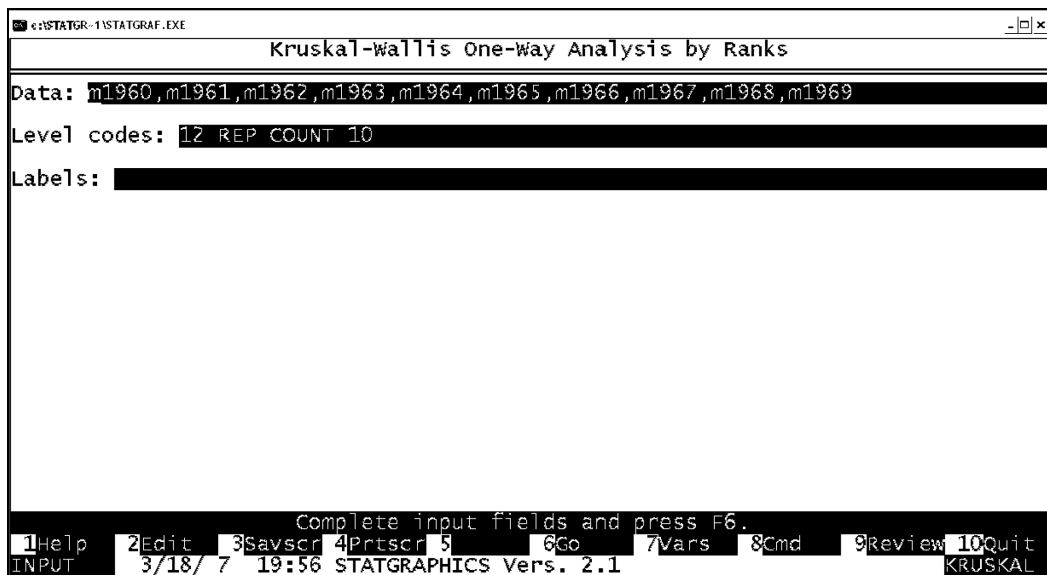 c:\STATGR~1\STATGRAF.EXE
Kruskal-Wallis One-Way Analysis by Ranks
Data: m1960,m1961,m1962,m1963,m1964,m1965,m1966,m1967,m1968,m1969
Level codes: 12 REP COUNT 10
Labels:
Complete input fields and press F6.
1Help 2Edit 3Savscr 4Prtscr 5 6Go 7Vars 8Cmd 9Review 10Quit
INPUT 3/18/ 7 19:56 STATGRAPHICS Vers. 2.1 KRUSKAL